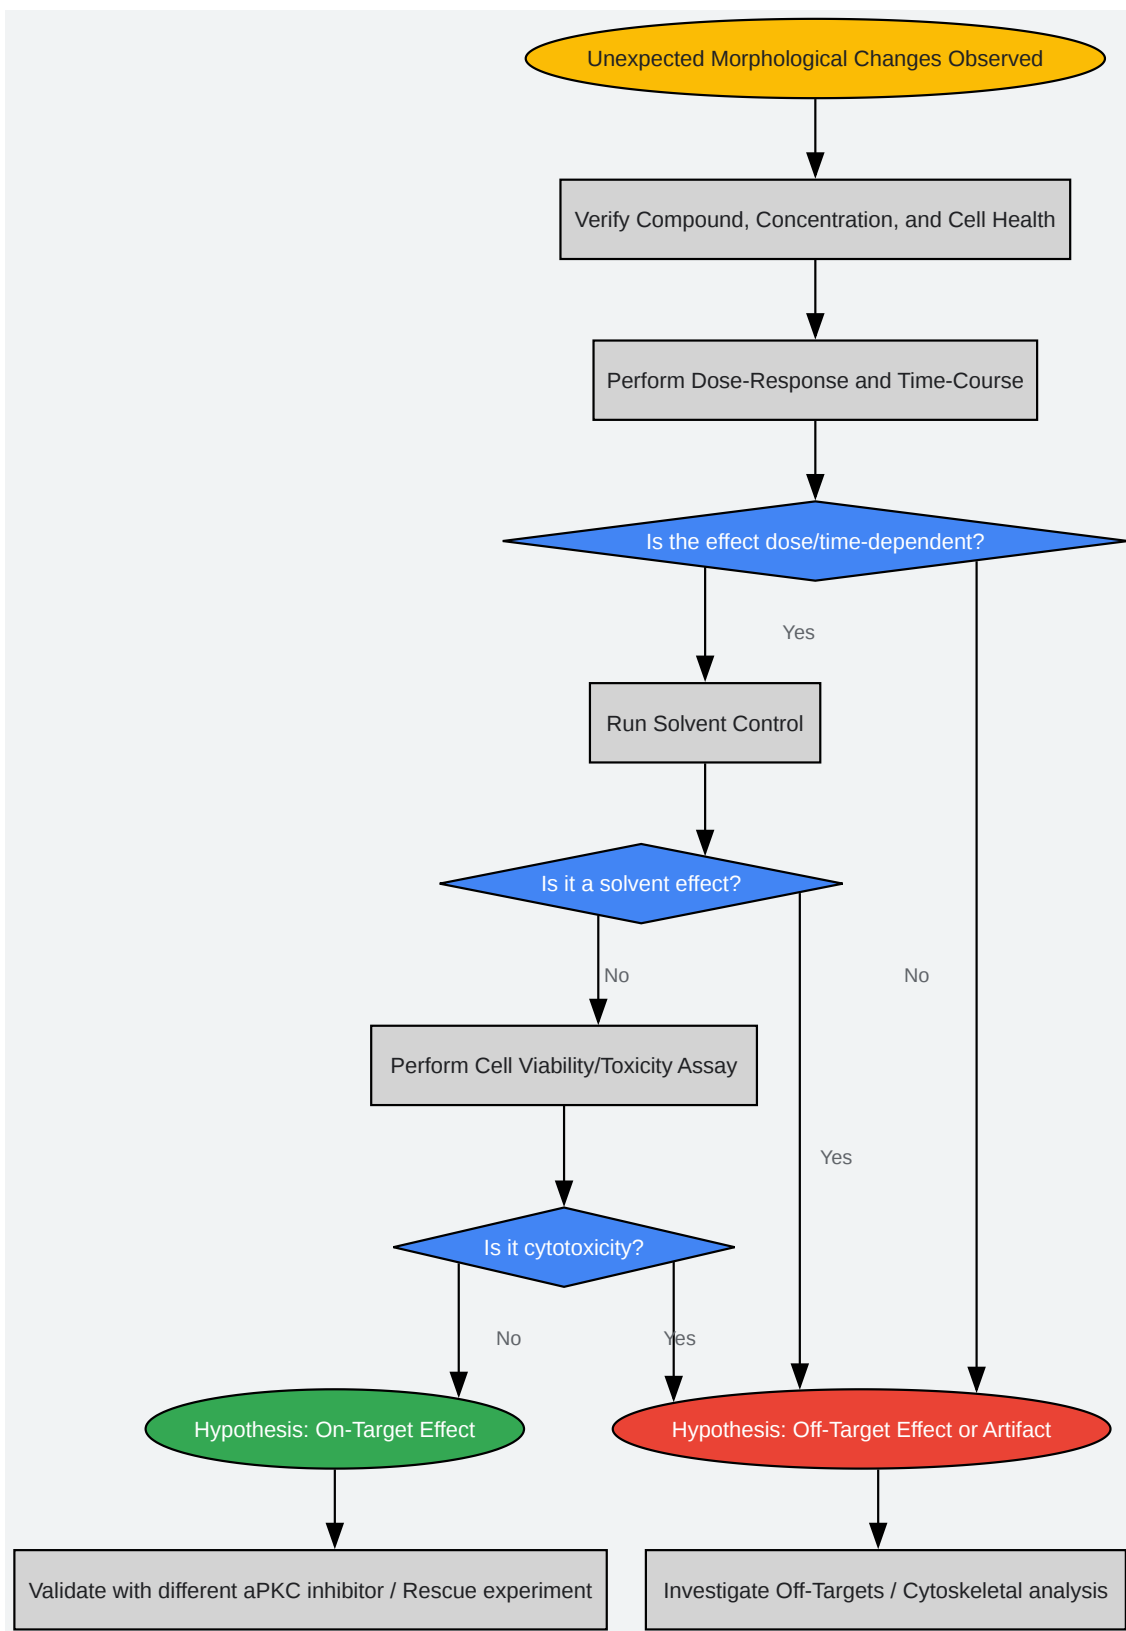 Unexpected Morphological Changes Observed
Verify Compound, Concentration, and Cell Health
Perform Dose-Response and Time-Course
Is the effect dose/time-dependent?
Yes
Run Solvent Control
Is it a solvent effect?
No
No
Perform Cell Viability/Toxicity Assay
Yes
Is it cytotoxicity?
No
Yes
Hypothesis: On-Target Effect
Hypothesis: Off-Target Effect or Artifact
Validate with different aPKC inhibitor / Rescue experiment
Investigate Off-Targets / Cytoskeletal analysis